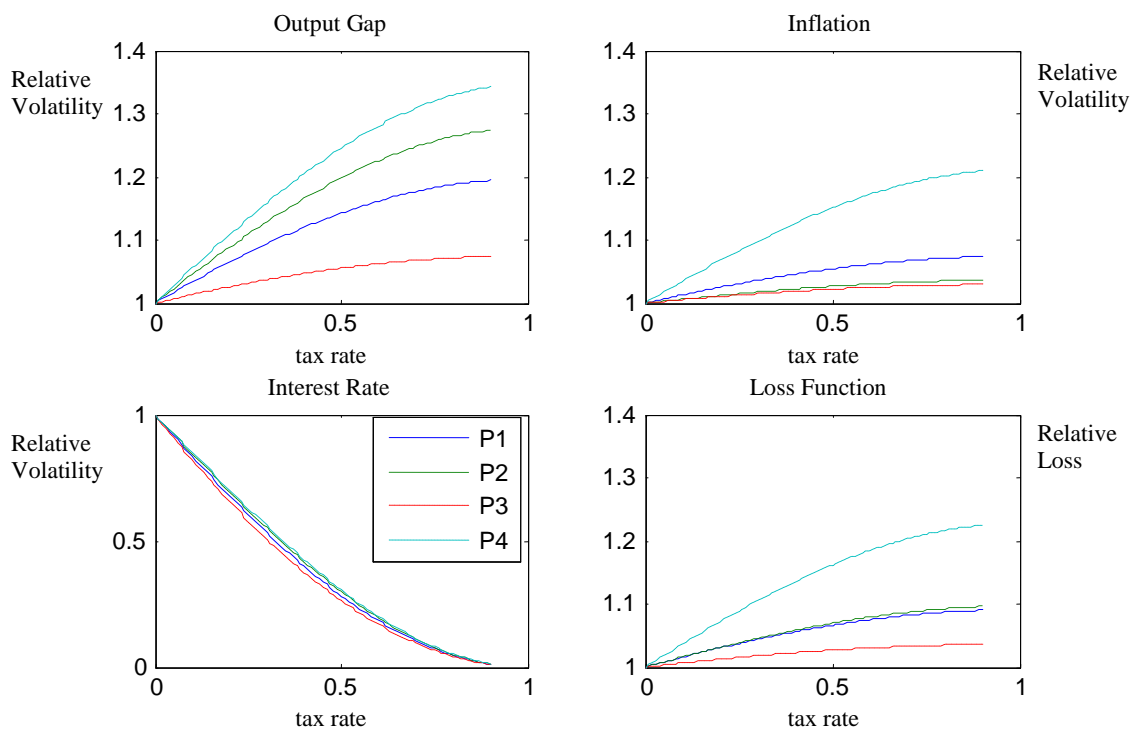 Output Gap
Relative
Volatility
1.4
1.3
1.2
1.1
1
0
0.5
1
tax rate
Inflation
Relative
Volatility
1.4
1.3
1.2
1.1
1
0
0.5
1
tax rate
Interest Rate
Relative
Volatility
1
0.5
0
0
0.5
1
tax rate
P1
P2
P3
P4
Loss Function
Relative
Loss
1.4
1.3
1.2
1.1
1
0
0.5
1
tax rate